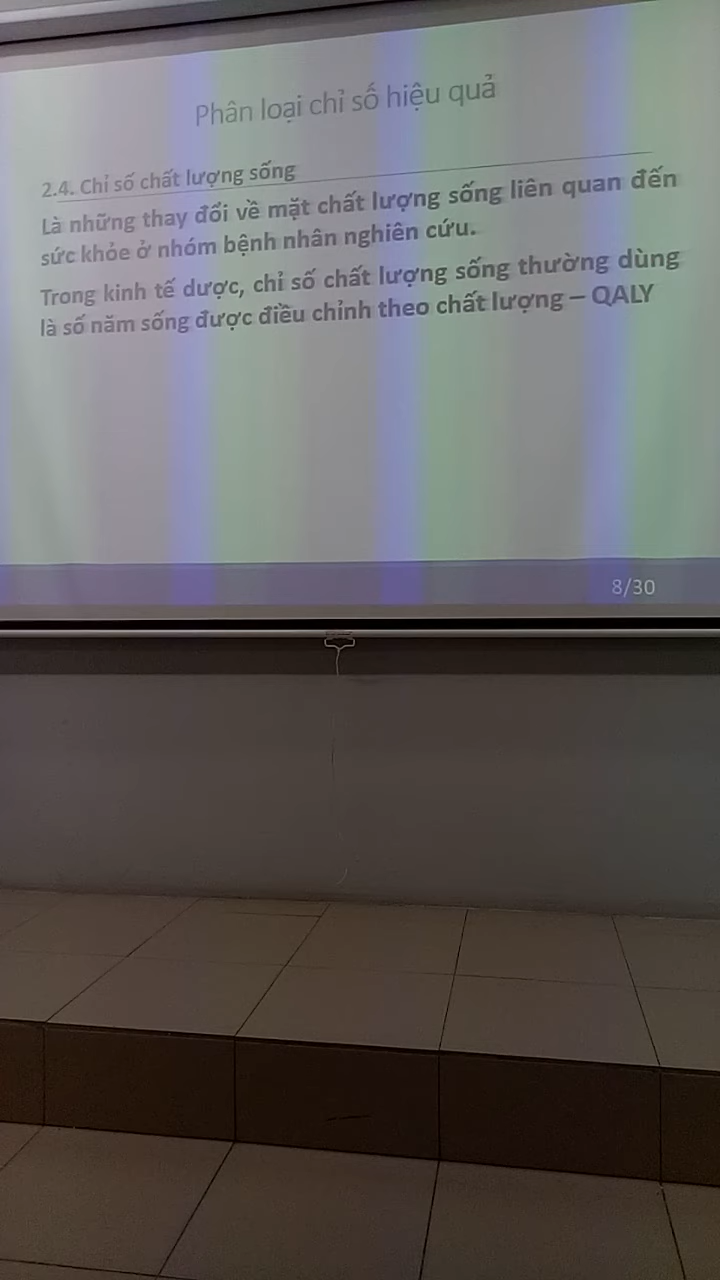 Phân loại chỉ số hiệu quả
2.4. Chỉ số chất lượng sống
Là những thay đổi về mặt chất lượng sống liên quan đến
sức khỏe ở nhóm bệnh nhân nghiên cứu.
Trong kinh tế dược, chỉ số chất lượng sống thường dùng
là số năm sống được điều chỉnh theo chất lượng – QALY
8/30